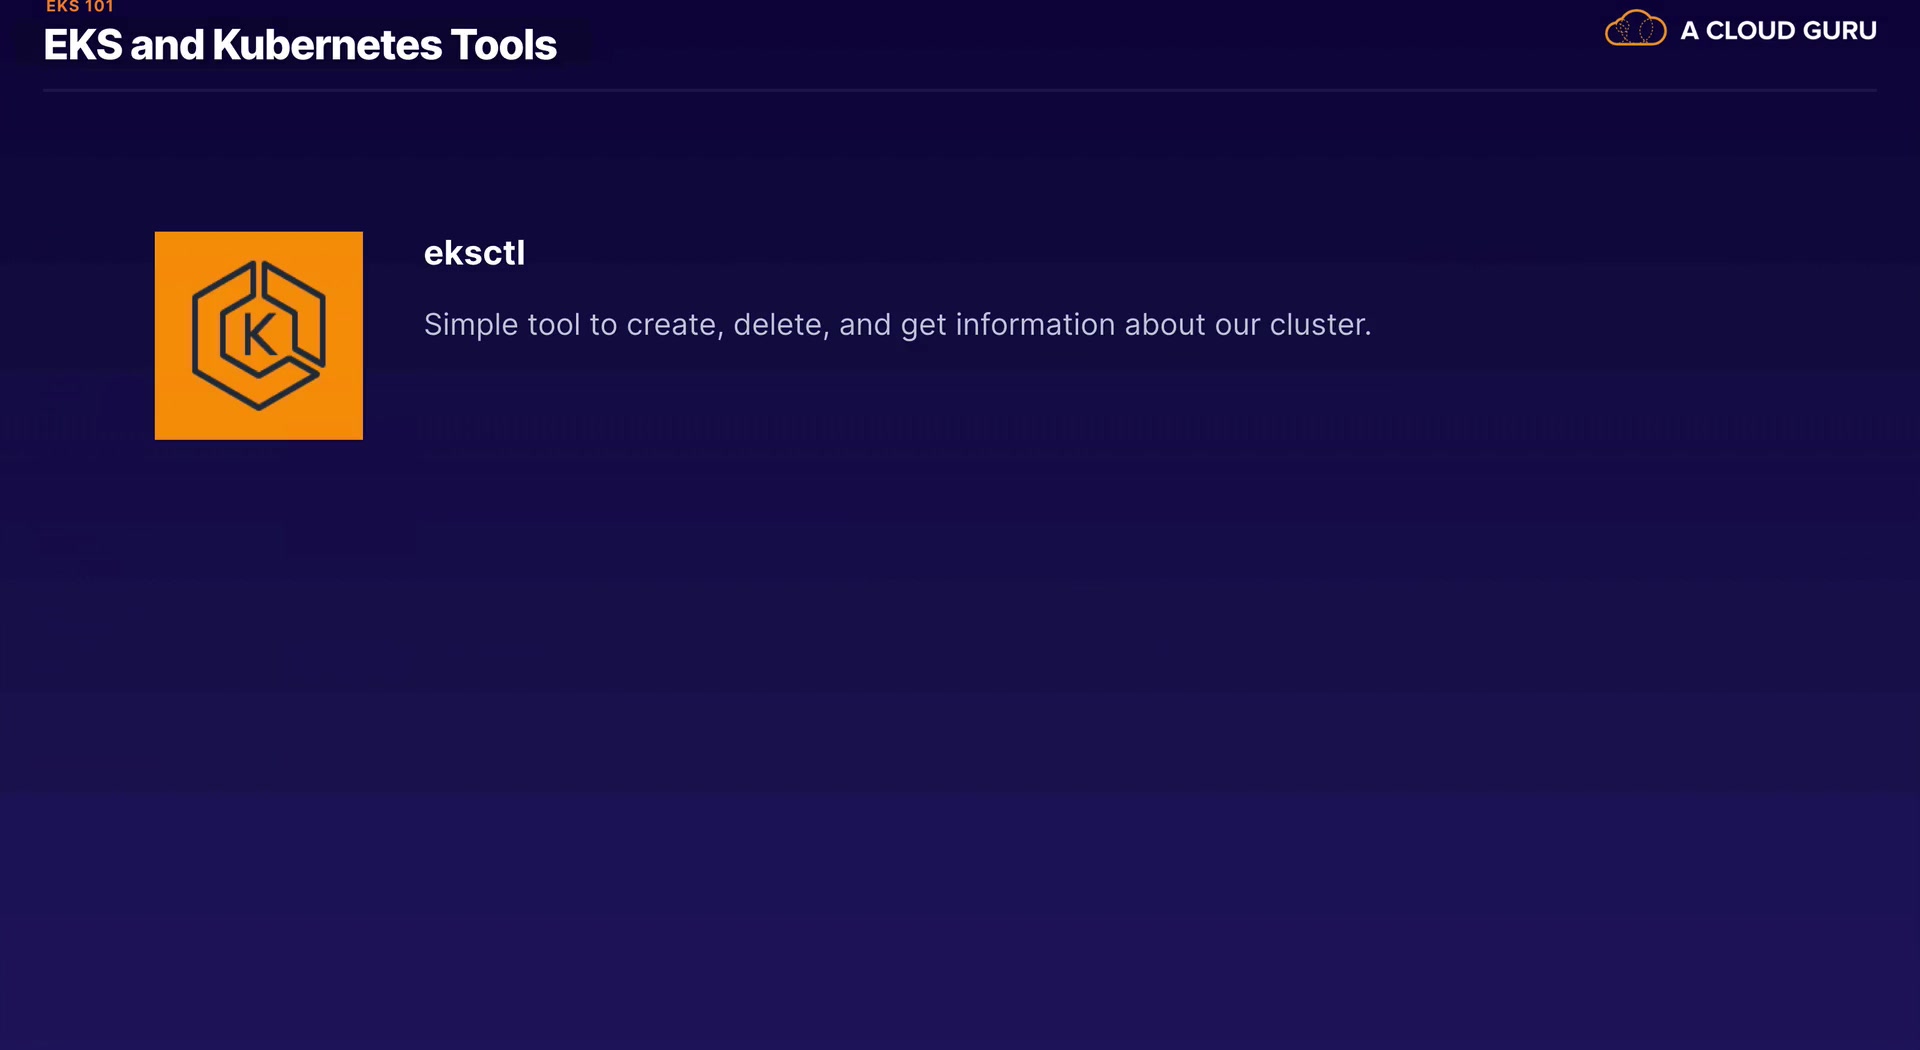 EKS 101
EKS and Kubernetes Tools
A CLOUD GURU
K
eksctl
Simple tool to create, delete, and get information about our cluster.